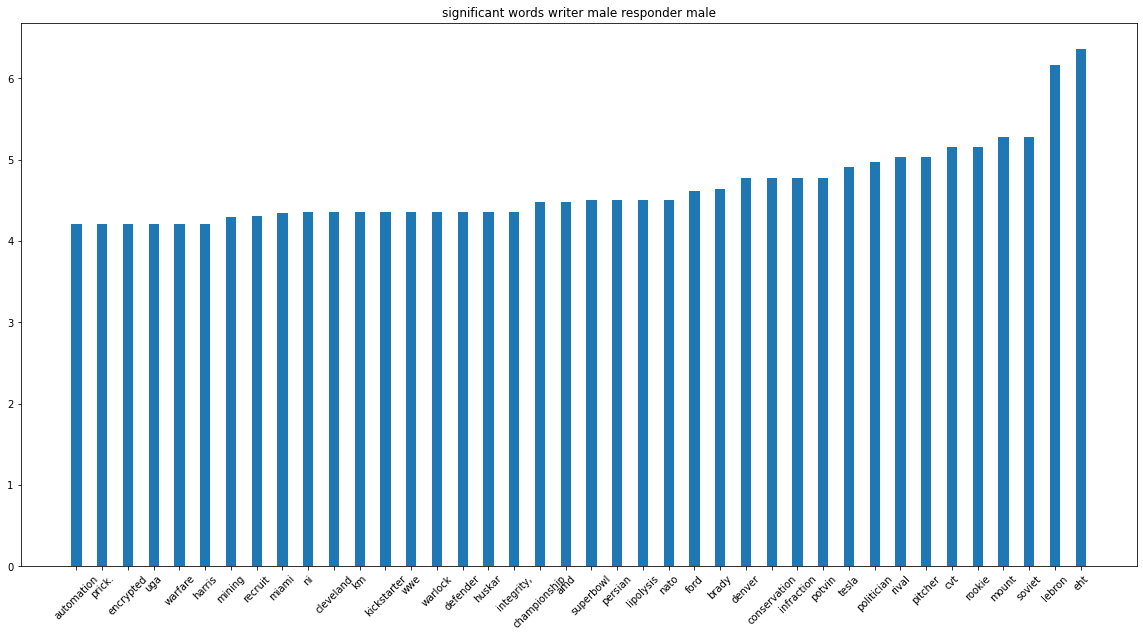 significant words writer male responder male
6
5
4
3
2
1
0
automation
prick.
encrypted
uga
warfare
harris
mining
recruit
miami
ni
cleveland
km
kickstarter
wwe
warlock
defender
huskar
integrity,
championship
amd
superbowl
persian
lipolysis
nato
ford
brady
denver
conservation
infraction
potvin
tesla
politician
rival
pitcher
cvt
rookie
mount
soviet
lebron
eht